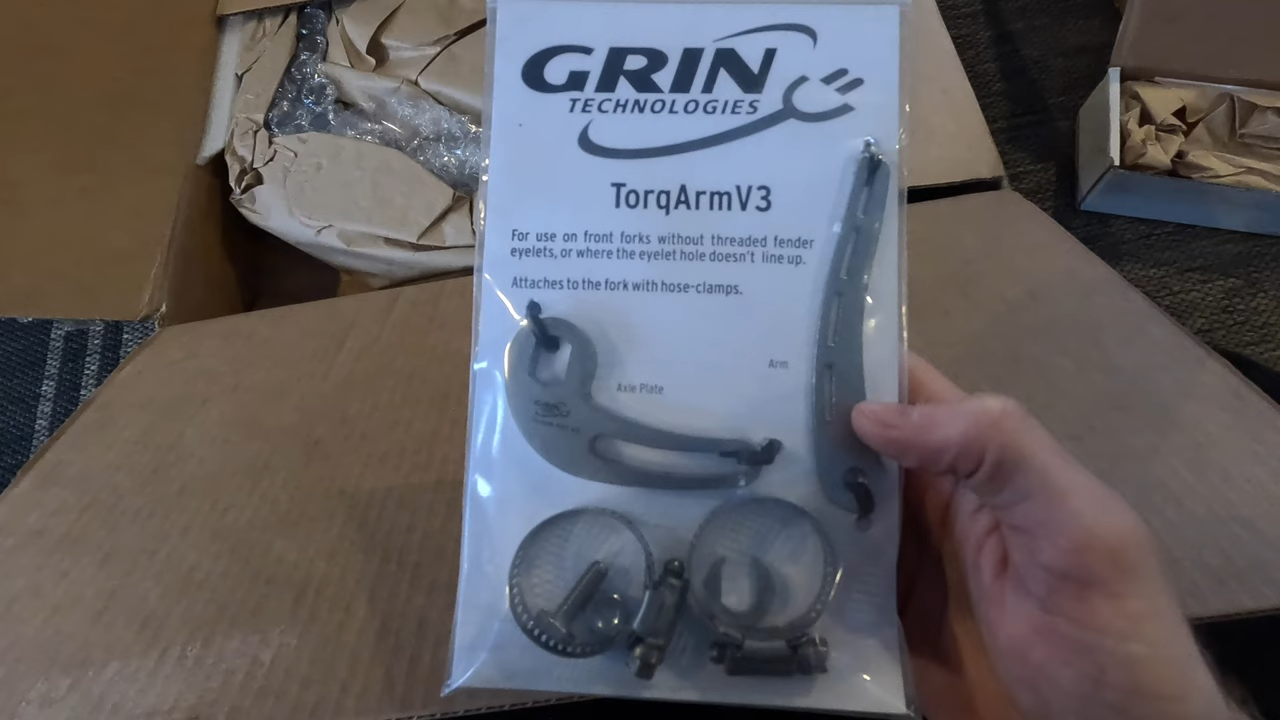 GRIN
TECHNOLOGIES
TorqArmV3
For use on front forks without threaded fender
eyelets, or where the eyelet hole doesn't line up.
Attaches to the fork with hose-clamps.
Arm
Axle Plate
GRIN